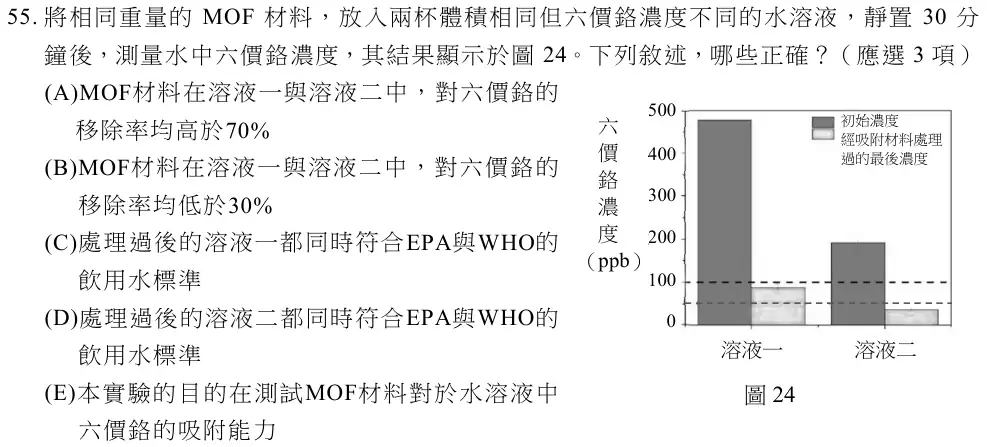 55. 將相同重量的 MOF 材料，放入兩杯體積相同但六價鉻濃度不同的水溶液，靜置 30 分
鐘後，測量水中六價鉻濃度，其結果顯示於圖 24。下列敘述，哪些正確？（應選 3 項）
(A)MOF材料在溶液一與溶液二中，對六價鉻的
移除率均高於70%
(B)MOF材料在溶液一與溶液二中，對六價鉻的
移除率均低於30%
(C)處理過後的溶液一都同時符合EPA與WHO的
飲用水標準
(D)處理過後的溶液二都同時符合EPA與WHO的
飲用水標準
(E)本實驗的目的在測試MOF材料對於水溶液中
六價鉻的吸附能力
六價鉻濃度
（ppb）
500
400
300
200
100
0
初始濃度
經吸附材料處理
過的最後濃度
溶液一
溶液二
圖 24